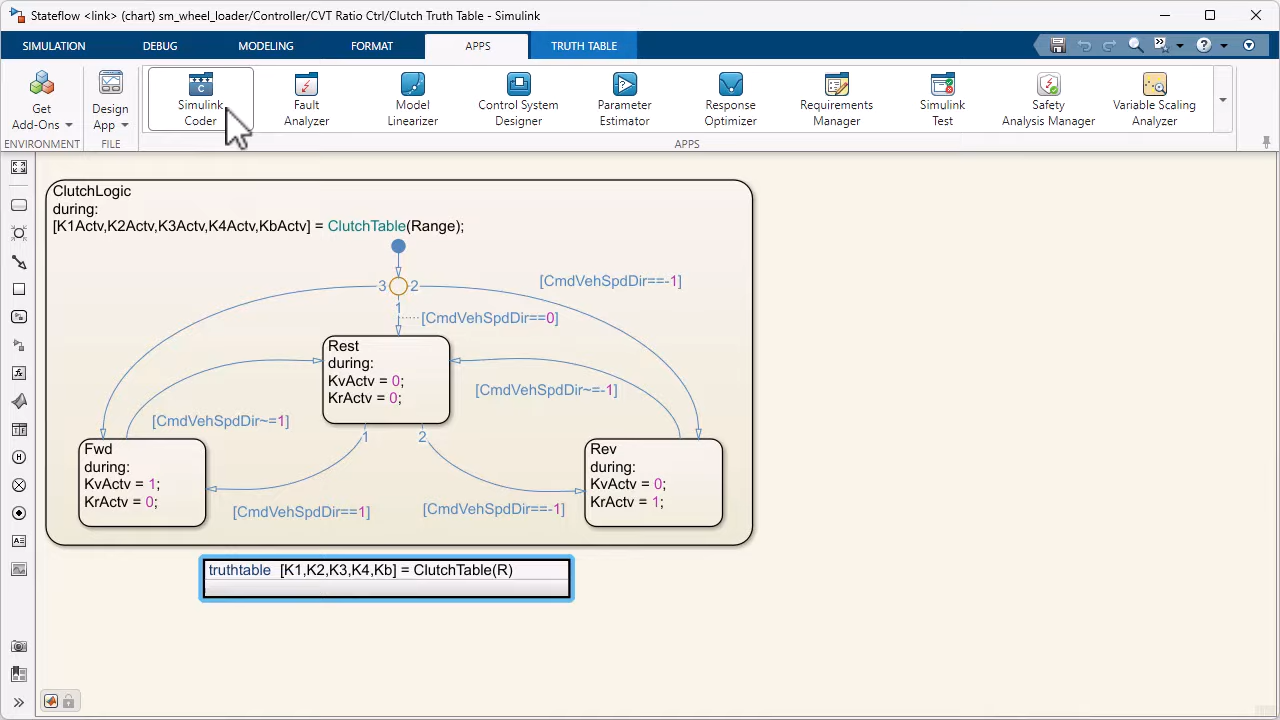 Stateflow <link> (chart) sm_wheel_loader/Controller/CVT Ratio Ctrl/Clutch Truth Table - Simulink
SIMULATION DEBUG MODELING FORMAT APPS TRUTH TABLE
Get Add-Ons
Design App
Simulink Coder
Fault Analyzer
Model Linearizer
Control System Designer
Parameter Estimator
Response Optimizer
Requirements Manager
Simulink Test
Safety Analysis Manager
Variable Scaling Analyzer
ENVIRONMENT FILE APPS
ClutchLogic
during:
[K1Actv,K2Actv,K3Actv,K4Actv,KbActv] = ClutchTable(Range);
[CmdVehSpdDir==-1]
3 2
1
[CmdVehSpdDir==0]
Rest
during:
KvActv = 0;
KrActv = 0;
[CmdVehSpdDir~=-1]
[CmdVehSpdDir~=1]
1 2
Fwd
during:
KvActv = 1;
KrActv = 0;
Rev
during:
KvActv = 0;
KrActv = 1;
[CmdVehSpdDir==1]
[CmdVehSpdDir==-1]
truthtable [K1,K2,K3,K4,Kb] = ClutchTable(R)